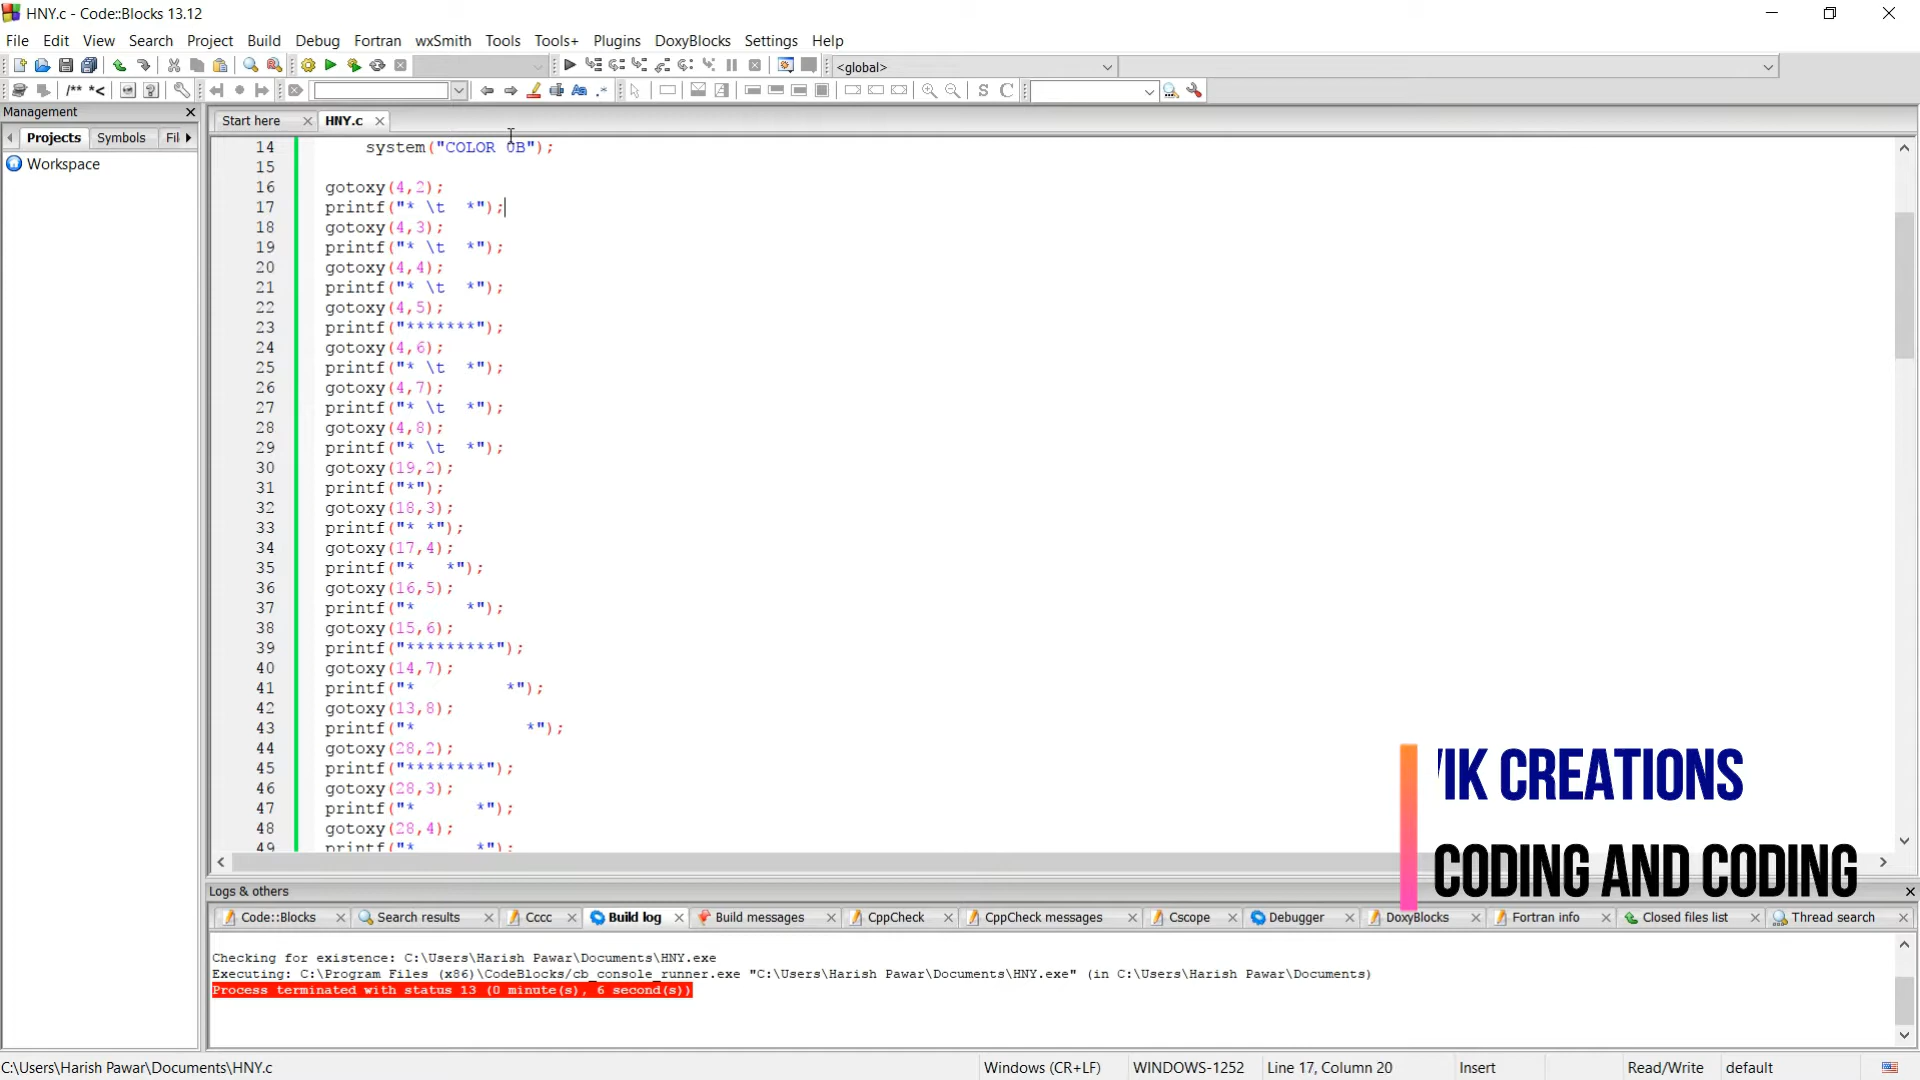 HNY.c - Code::Blocks 13.12
File Edit View Search Project Build Debug Fortran wxSmith Tools Tools+ Plugins DoxyBlocks Settings Help
<global>
/** *<
S C
Management
Start here HNY.c
Projects Symbols Fil
Workspace
14 system("COLOR 0B");
15
16 gotoxy(4,2);
17 printf("* \t  *");
18 gotoxy(4,3);
19 printf("* \t  *");
20 gotoxy(4,4);
21 printf("* \t  *");
22 gotoxy(4,5);
23 printf("*******");
24 gotoxy(4,6);
25 printf("* \t  *");
26 gotoxy(4,7);
27 printf("* \t  *");
28 gotoxy(4,8);
29 printf("* \t  *");
30 gotoxy(19,2);
31 printf("*");
32 gotoxy(18,3);
33 printf("* *");
34 gotoxy(17,4);
35 printf("*   *");
36 gotoxy(16,5);
37 printf("*     *");
38 gotoxy(15,6);
39 printf("*********");
40 gotoxy(14,7);
41 printf("*         *");
42 gotoxy(13,8);
43 printf("*           *");
44 gotoxy(28,2);
45 printf("********");
46 gotoxy(28,3);
47 printf("*      *");
48 gotoxy(28,4);
49 printf("*      *");
IK CREATIONS
CODING AND CODING
Logs & others
Code::Blocks Search results Cccc Build log Build messages CppCheck CppCheck messages Cscope Debugger DoxyBlocks Fortran info Closed files list Thread search
Checking for existence: C:\Users\Harish Pawar\Documents\HNY.exe
Executing: C:\Program Files (x86)\CodeBlocks/cb_console_runner.exe "C:\Users\Harish Pawar\Documents\HNY.exe" (in C:\Users\Harish Pawar\Documents)
Process terminated with status 13 (0 minute(s), 6 second(s))
C:\Users\Harish Pawar\Documents\HNY.c Windows (CR+LF) WINDOWS-1252 Line 17, Column 20 Insert Read/Write default